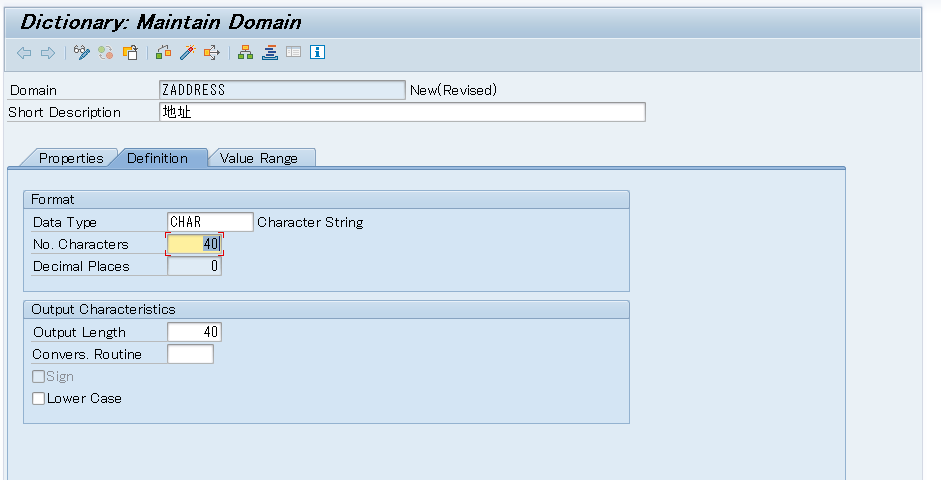 Dictionary: Maintain Domain
Domain ZADDRESS New(Revised)
Short Description 地址
Properties Definition Value Range
Format
Data Type CHAR Character String
No. Characters 40
Decimal Places 0
Output Characteristics
Output Length 40
Convers. Routine
Sign
Lower Case